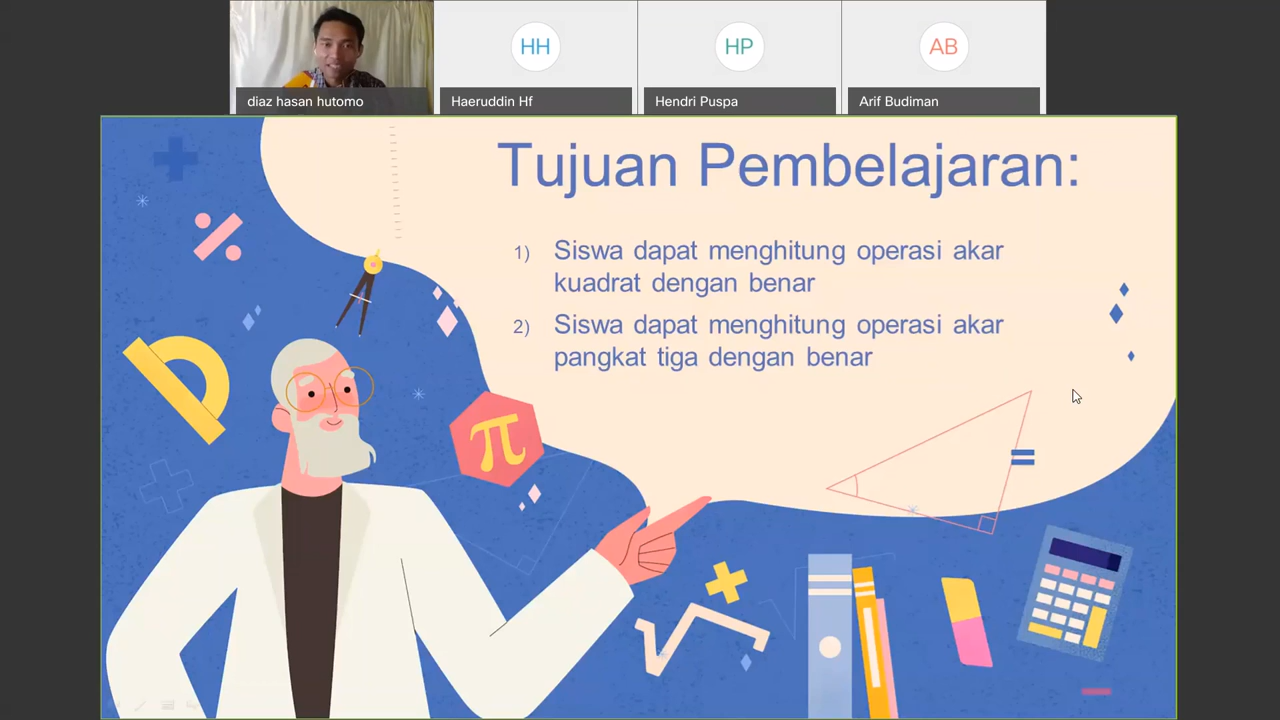 HH
HP
AB
diaz hasan hutomo
Haeruddin Hf
Hendri Puspa
Arif Budiman
Tujuan Pembelajaran:
1) Siswa dapat menghitung operasi akar
kuadrat dengan benar
2) Siswa dapat menghitung operasi akar
pangkat tiga dengan benar
π